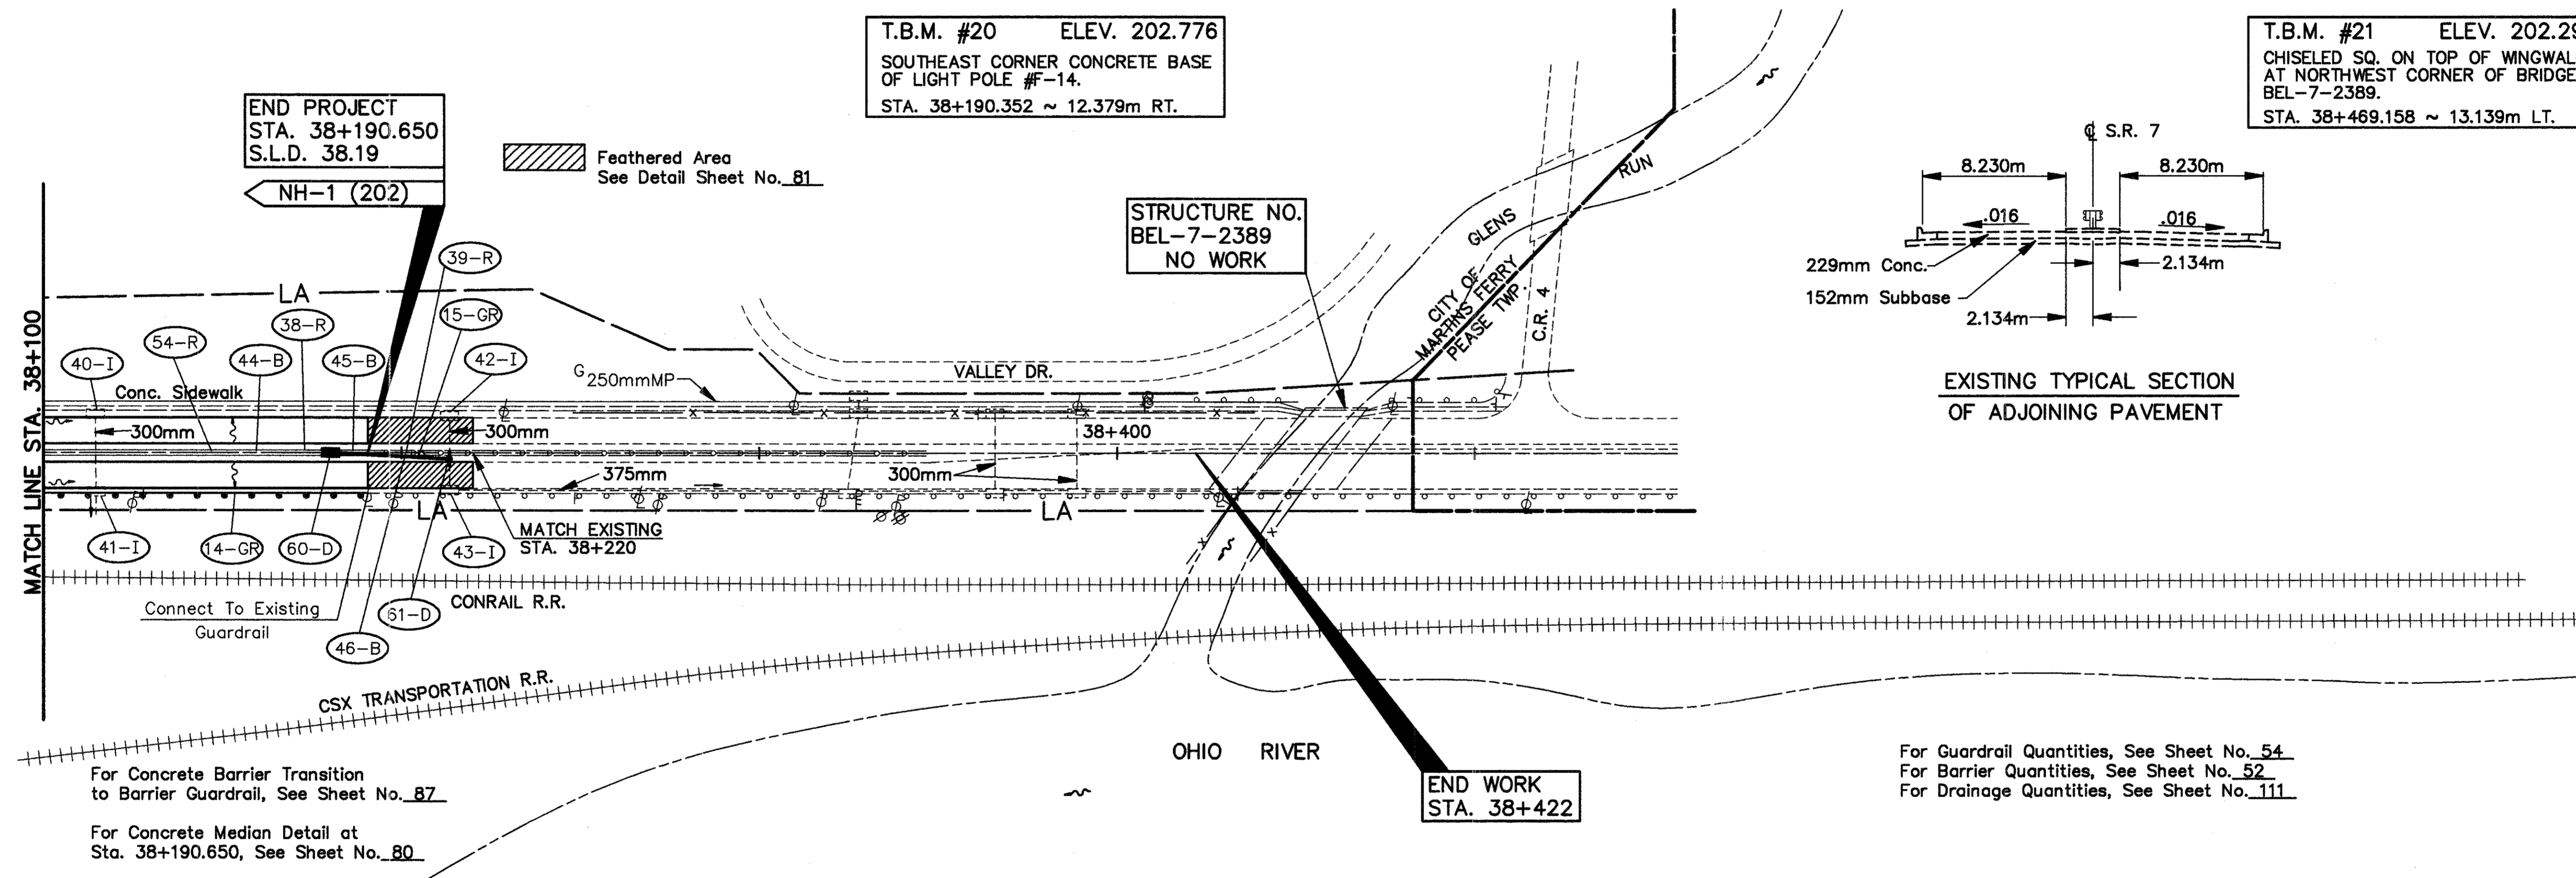 T.B.M. #20 ELEV. 202.776
SOUTHEAST CORNER CONCRETE BASE
OF LIGHT POLE #F-14.
STA. 38+190.352 ~ 12.379m RT.
T.B.M. #21 ELEV. 202.29
CHISELED SQ. ON TOP OF WINGWAL
AT NORTHWEST CORNER OF BRIDGE
BEL-7-2389.
STA. 38+469.158 ~ 13.139m LT.
END PROJECT
STA. 38+190.650
S.L.D. 38.19
NH-1 (202)
Feathered Area
See Detail Sheet No. 81
STRUCTURE NO.
BEL-7-2389
NO WORK
GLENS
RUN
CITY OF
MARTINS FERRY
PEASE TWP.
C.R. 4
℄ S.R. 7
8.230m
8.230m
.016
.016
229mm Conc.
2.134m
152mm Subbase
2.134m
EXISTING TYPICAL SECTION
OF ADJOINING PAVEMENT
MATCH LINE STA. 38+100
LA
39-R
15-GR
38-R
54-R
44-B
45-B
42-I
40-I
G 250mmMP
VALLEY DR.
Conc. Sidewalk
300mm
300mm
38+400
375mm
300mm
LA
LA
41-I
14-GR
60-D
43-I
MATCH EXISTING
STA. 38+220
Connect To Existing
Guardrail
61-D
CONRAIL R.R.
46-B
CSX TRANSPORTATION R.R.
OHIO RIVER
END WORK
STA. 38+422
For Concrete Barrier Transition
to Barrier Guardrail, See Sheet No. 87
For Concrete Median Detail at
Sta. 38+190.650, See Sheet No. 80
For Guardrail Quantities, See Sheet No. 54
For Barrier Quantities, See Sheet No. 52
For Drainage Quantities, See Sheet No. 111